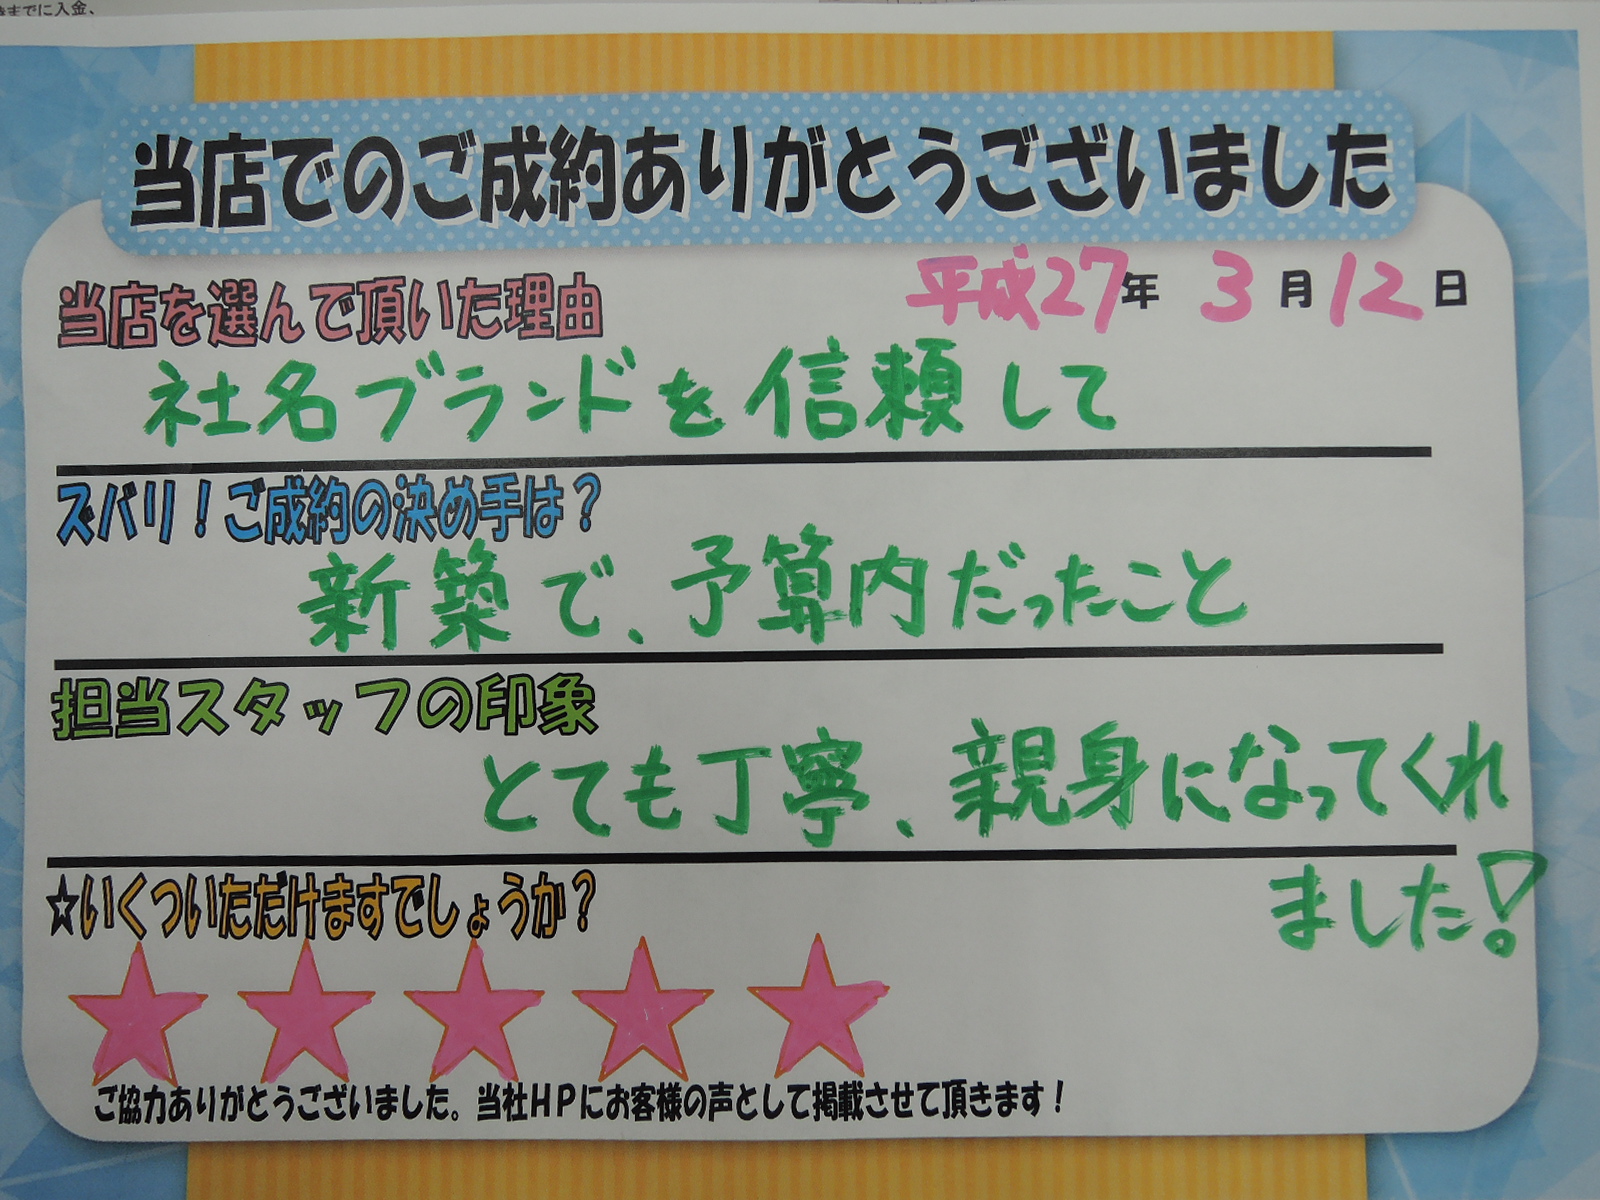 までに入金、
当店でのご成約ありがとうございました
平成27年 3月12日
当店を選んで頂いた理由
社名ブランドを信頼して
ズバリ！ご成約の決め手は？
新築で、予算内だったこと
担当スタッフの印象
とても丁寧、親身になってくれ
ました！
☆いくついただけますでしょうか？
ご協力ありがとうございました。当社HPにお客様の声として掲載させて頂きます！